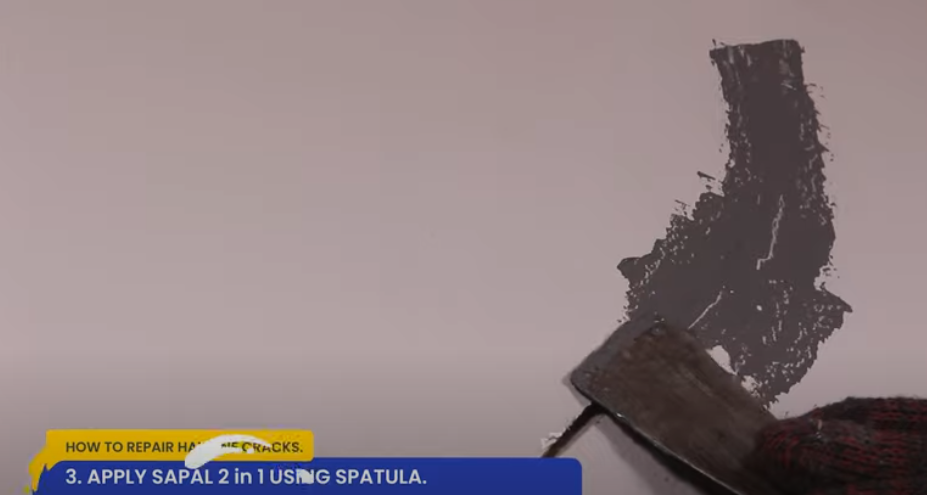 HOW TO REPAIR CRACKS.
3. APPLY SAPAL 2 in 1 USING SPATULA.